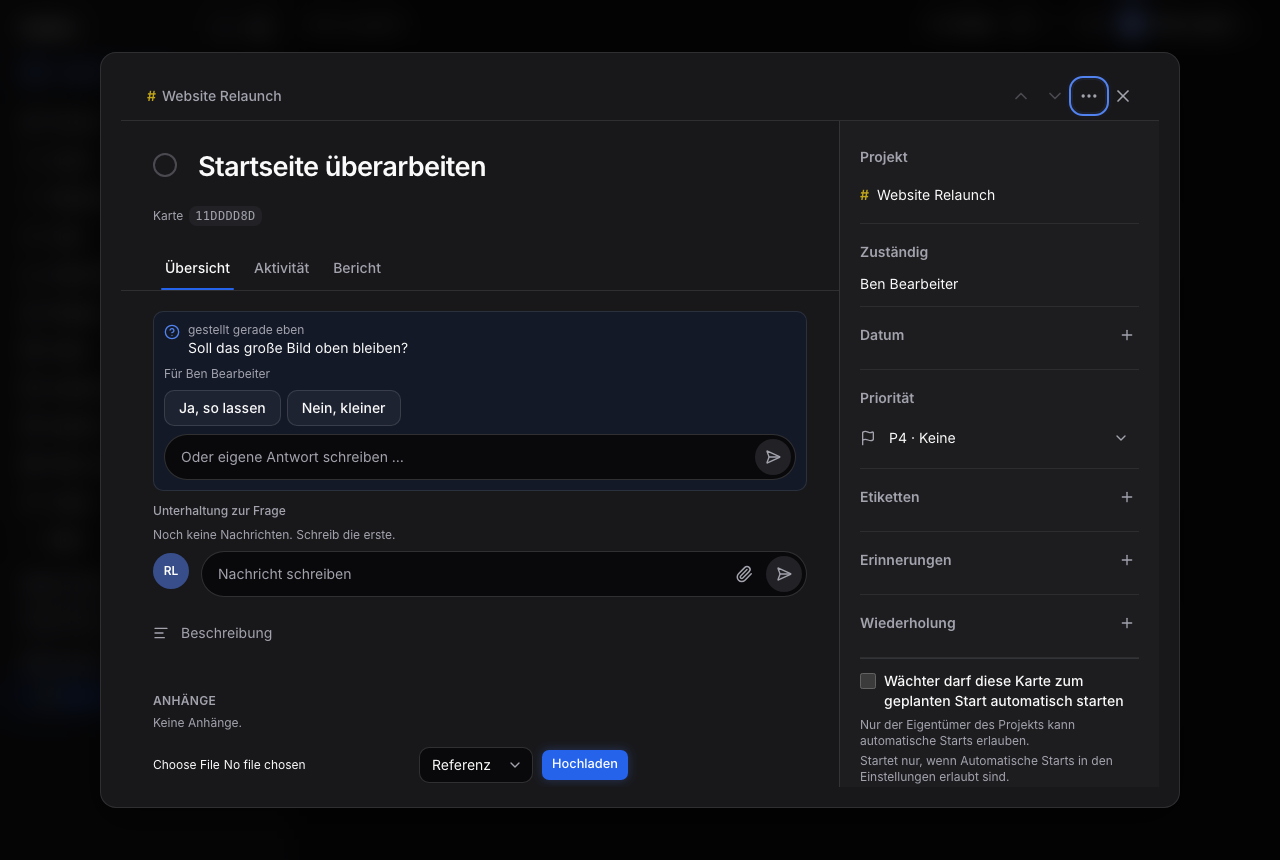 # Website Relaunch
Startseite überarbeiten
Karte 11DDDD8D
Übersicht Aktivität Bericht
gestellt gerade eben
Soll das große Bild oben bleiben?
Für Ben Bearbeiter
Ja, so lassen Nein, kleiner
Oder eigene Antwort schreiben ...
Unterhaltung zur Frage
Noch keine Nachrichten. Schreib die erste.
RL Nachricht schreiben
Beschreibung
ANHÄNGE
Keine Anhänge.
Choose File No file chosen Referenz Hochladen
Projekt
# Website Relaunch
Zuständig
Ben Bearbeiter
Datum
Priorität
P4 · Keine
Etiketten
Erinnerungen
Wiederholung
Wächter darf diese Karte zum
geplanten Start automatisch starten
Nur der Eigentümer des Projekts kann
automatische Starts erlauben.
Startet nur, wenn Automatische Starts in den
Einstellungen erlaubt sind.